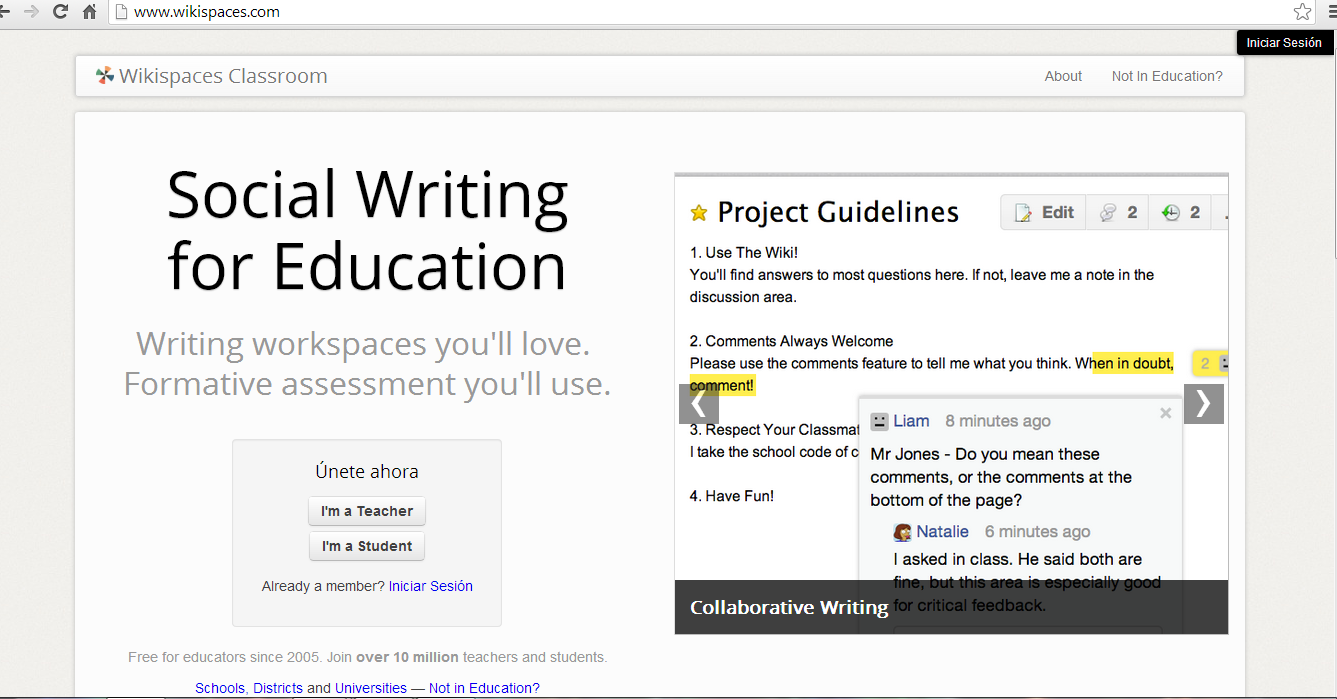 www.wikispaces.com
Iniciar Sesión
Wikispaces Classroom
About
Not In Education?
Social Writing
for Education
Writing workspaces you'll love.
Formative assessment you'll use.
Únete ahora
I'm a Teacher
I'm a Student
Already a member? Iniciar Sesión
Free for educators since 2005. Join over 10 million teachers and students.
Schools, Districts and Universities — Not in Education?
Project Guidelines
Edit
2
2
1. Use The Wiki!
You'll find answers to most questions here. If not, leave me a note in the
discussion area.
2. Comments Always Welcome
Please use the comments feature to tell me what you think. When in doubt,
comment!
2
3. Respect Your
I take the school code of
4. Have Fun!
Liam 8 minutes ago
Mr Jones - Do you mean these
comments, or the comments at the
bottom of the page?
Natalie 6 minutes ago
I asked in class. He said both are
fine, but this area is especially good
for critical feedback.
Collaborative Writing